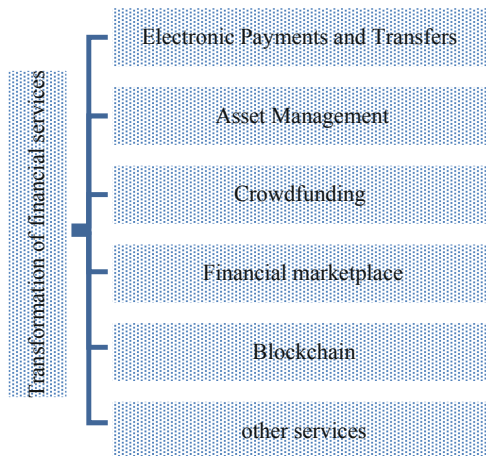 Transformation of financial services
Electronic Payments and Transfers
Asset Management
Crowdfunding
Financial marketplace
Blockchain
other services